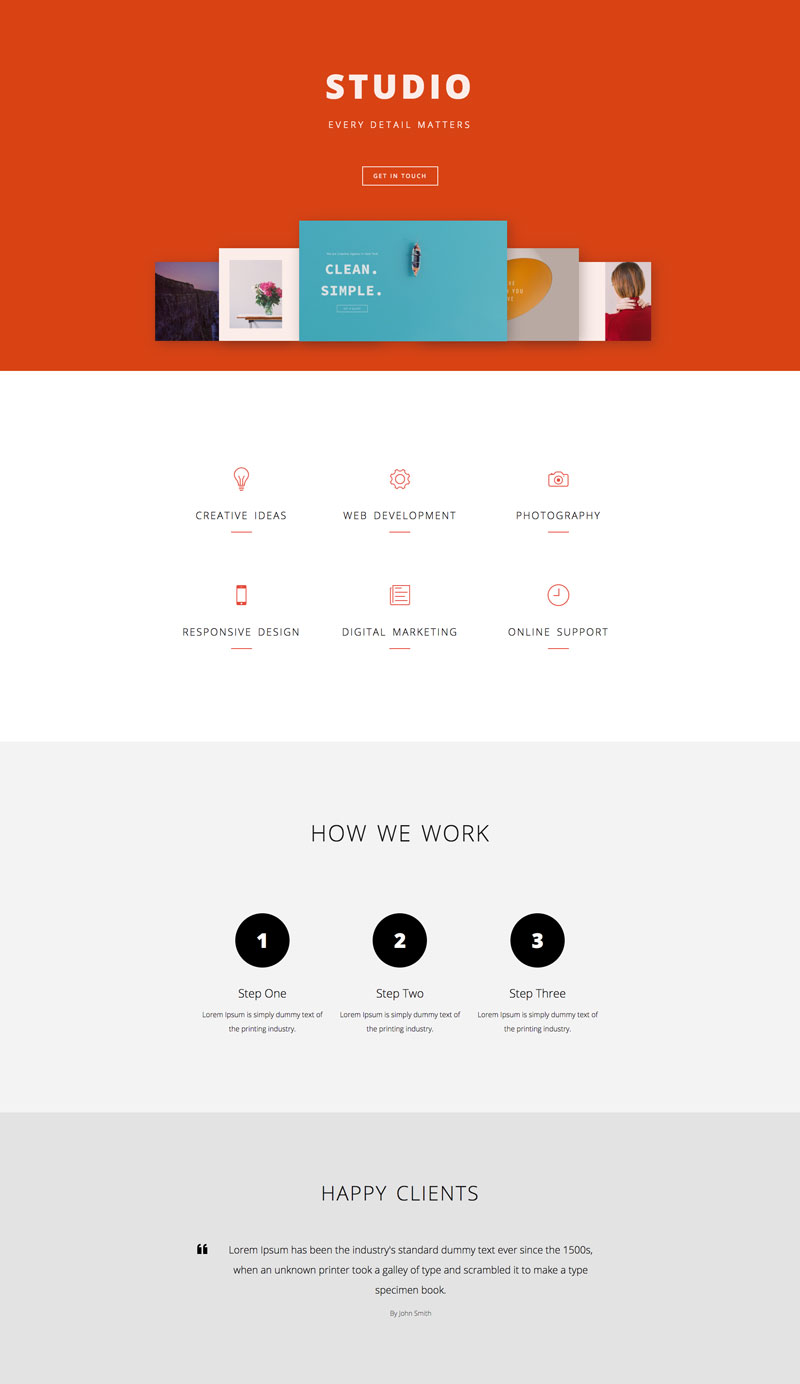 STUDIO
EVERY DETAIL MATTERS
GET IN TOUCH
CLEAN.
SIMPLE.
CREATIVE IDEAS
WEB DEVELOPMENT
PHOTOGRAPHY
RESPONSIVE DESIGN
DIGITAL MARKETING
ONLINE SUPPORT
HOW WE WORK
1
2
3
Step One
Step Two
Step Three
Lorem Ipsum is simply dummy text of
the printing industry.
Lorem Ipsum is simply dummy text of
the printing industry.
Lorem Ipsum is simply dummy text of
the printing industry.
HAPPY CLIENTS
❝ Lorem Ipsum has been the industry's standard dummy text ever since the 1500s,
when an unknown printer took a galley of type and scrambled it to make a type
specimen book.
By John Smith